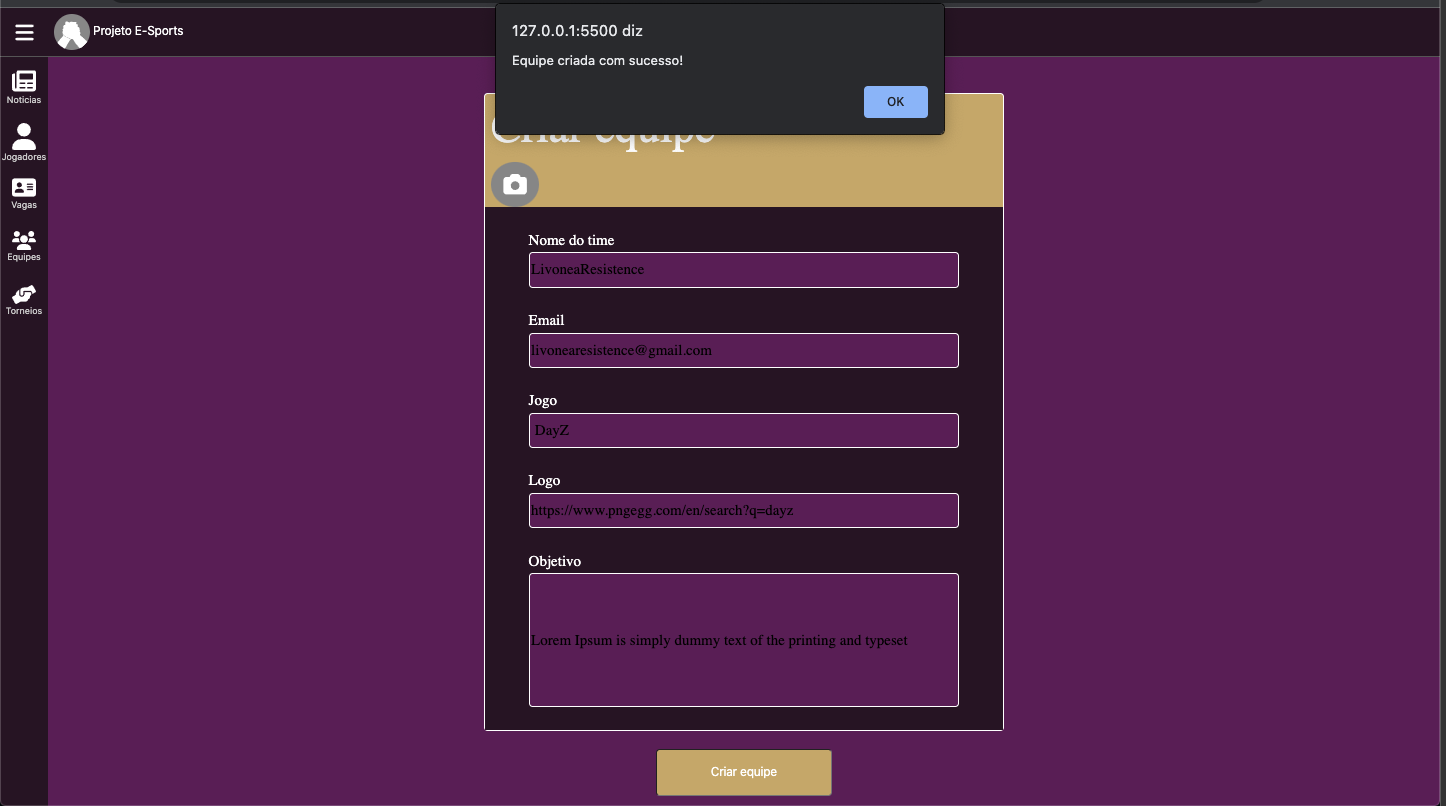 Projeto E-Sports
127.0.0.1:5500 diz
Equipe criada com sucesso!
OK
Noticias
Jogadores
Vagas
Equipes
Torneios
Criar equipe
Nome do time
LivoneaResistence
Email
livonearesistence@gmail.com
Jogo
DayZ
Logo
https://www.pngegg.com/en/search?q=dayz
Objetivo
Lorem Ipsum is simply dummy text of the printing and typeset
Criar equipe